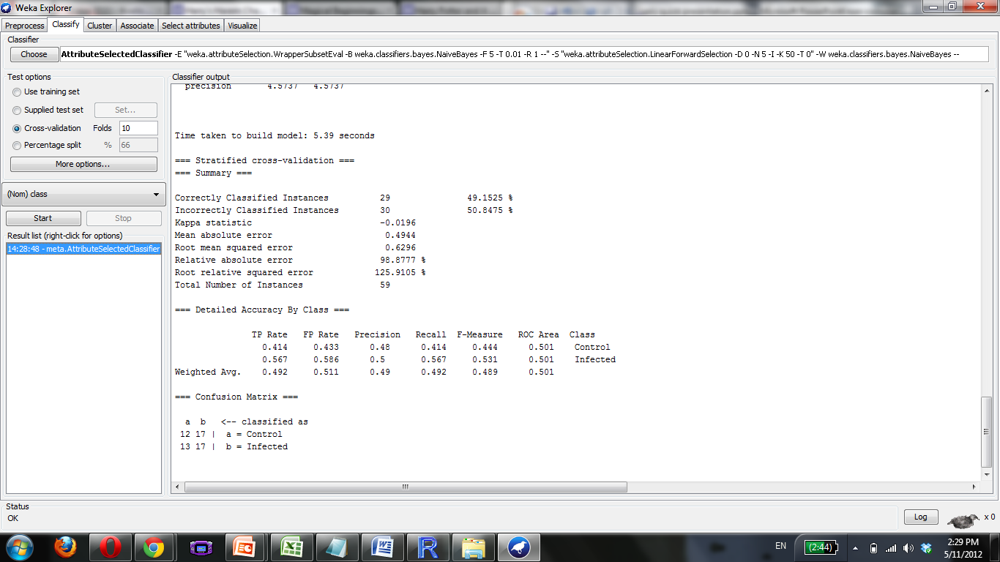 Weka Explorer
Preprocess Classify Cluster Associate Select attributes Visualize
Classifier
Choose AttributeSelectedClassifier -E "weka.attributeSelection.WrapperSubsetEval -B weka.classifiers.bayes.NaiveBayes -F 5 -T 0.01 -R 1 --" -S "weka.attributeSelection.LinearForwardSelection -D 0 -N 5 -I -K 50 -T 0" -W weka.classifiers.bayes.NaiveBayes --
Test options
Use training set
Supplied test set Set...
Cross-validation Folds 10
Percentage split % 66
More options...
(Nom) class
Start Stop
Result list (right-click for options)
14:28:48 - meta.AttributeSelectedClassifier
Classifier output
precision 4.5737 4.5737
Time taken to build model: 5.39 seconds
=== Stratified cross-validation ===
=== Summary ===
Correctly Classified Instances 29 49.1525 %
Incorrectly Classified Instances 30 50.8475 %
Kappa statistic -0.0196
Mean absolute error 0.4944
Root mean squared error 0.6296
Relative absolute error 98.8777 %
Root relative squared error 125.9105 %
Total Number of Instances 59
=== Detailed Accuracy By Class ===
TP Rate FP Rate Precision Recall F-Measure ROC Area Class
0.414 0.433 0.48 0.414 0.444 0.501 Control
0.567 0.586 0.5 0.567 0.531 0.501 Infected
Weighted Avg. 0.492 0.511 0.49 0.492 0.489 0.501
=== Confusion Matrix ===
a b <-- classified as
12 17 | a = Control
13 17 | b = Infected
Status
OK
Log x 0
EN (2:44) 2:29 PM
5/11/2012